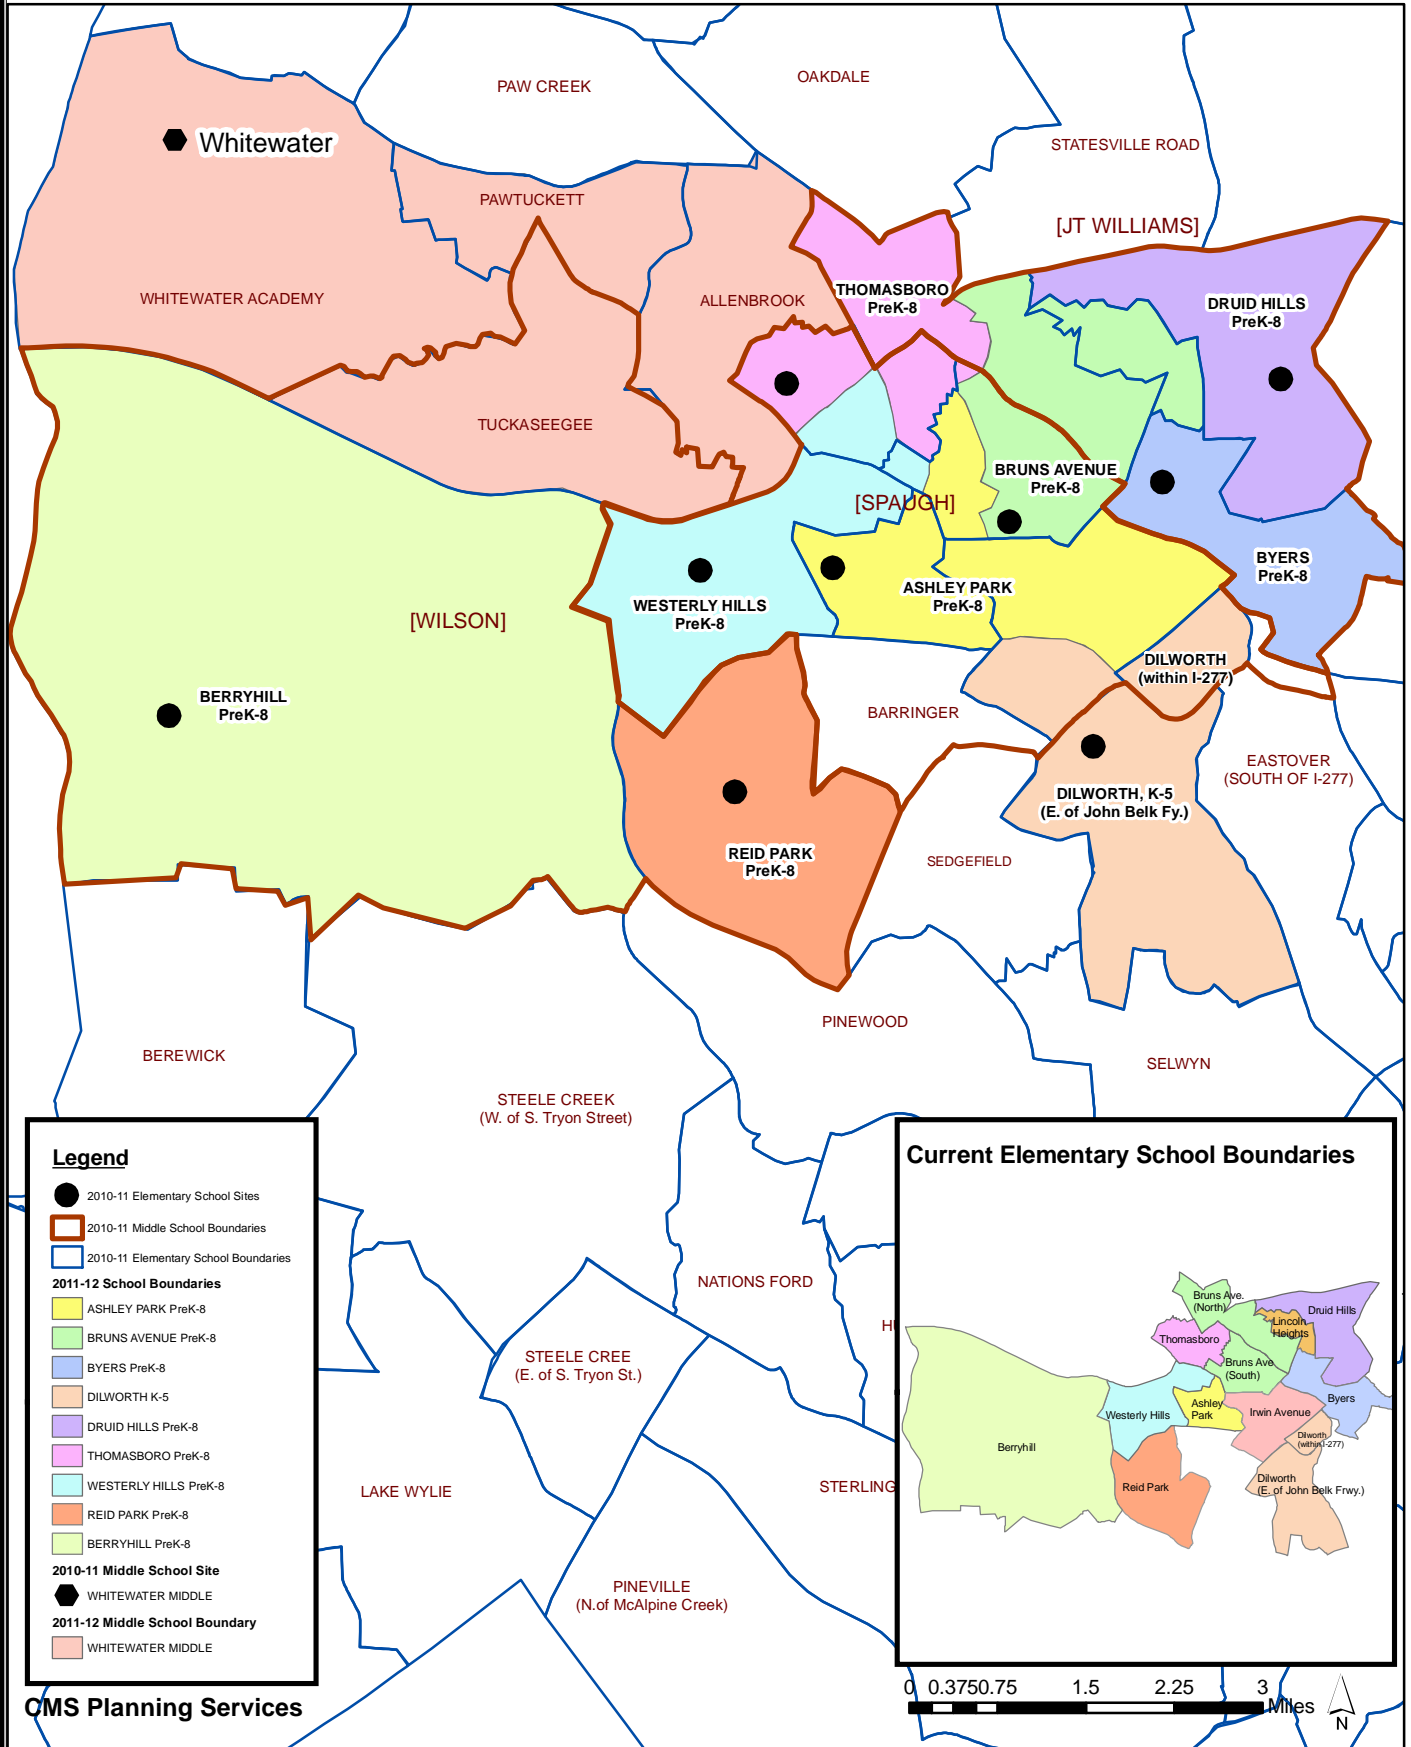 PAW CREEK
OAKDALE
Whitewater
STATESVILLE ROAD
PAWTUCKETT
[JT WILLIAMS]
WHITEWATER ACADEMY
ALLENBROOK
THOMASBORO
PreK-8
DRUID HILLS
PreK-8
TUCKASEEGEE
BRUNS AVENUE
PreK-8
[SPAUGH]
BYERS
PreK-8
ASHLEY PARK
PreK-8
WESTERLY HILLS
PreK-8
[WILSON]
DILWORTH
(within I-277)
BERRYHILL
PreK-8
BARRINGER
EASTOVER
(SOUTH OF I-277)
DILWORTH, K-5
(E. of John Belk Fy.)
REID PARK
PreK-8
SEDGEFIELD
PINEWOOD
BEREWICK
SELWYN
STEELE CREEK
(W. of S. Tryon Street)
NATIONS FORD
STEELE CREE
(E. of S. Tryon St.)
LAKE WYLIE
STERLING
PINEVILLE
(N.of McAlpine Creek)
Legend
2010-11 Elementary School Sites
2010-11 Middle School Boundaries
2010-11 Elementary School Boundaries
2011-12 School Boundaries
ASHLEY PARK PreK-8
BRUNS AVENUE PreK-8
BYERS PreK-8
DILWORTH K-5
DRUID HILLS PreK-8
THOMASBORO PreK-8
WESTERLY HILLS PreK-8
REID PARK PreK-8
BERRYHILL PreK-8
2010-11 Middle School Site
WHITEWATER MIDDLE
2011-12 Middle School Boundary
WHITEWATER MIDDLE
CMS Planning Services
Current Elementary School Boundaries
Bruns Ave.
(North)
Druid Hills
Lincoln
Heights
Thomasboro
Bruns Ave
(South)
Byers
Ashley
Park
Westerly Hills
Irwin Avenue
Dilworth
(within I-277)
Berryhill
Dilworth
(E. of John Belk Frwy.)
Reid Park
0 0.375 0.75 1.5 2.25 3
Miles
N